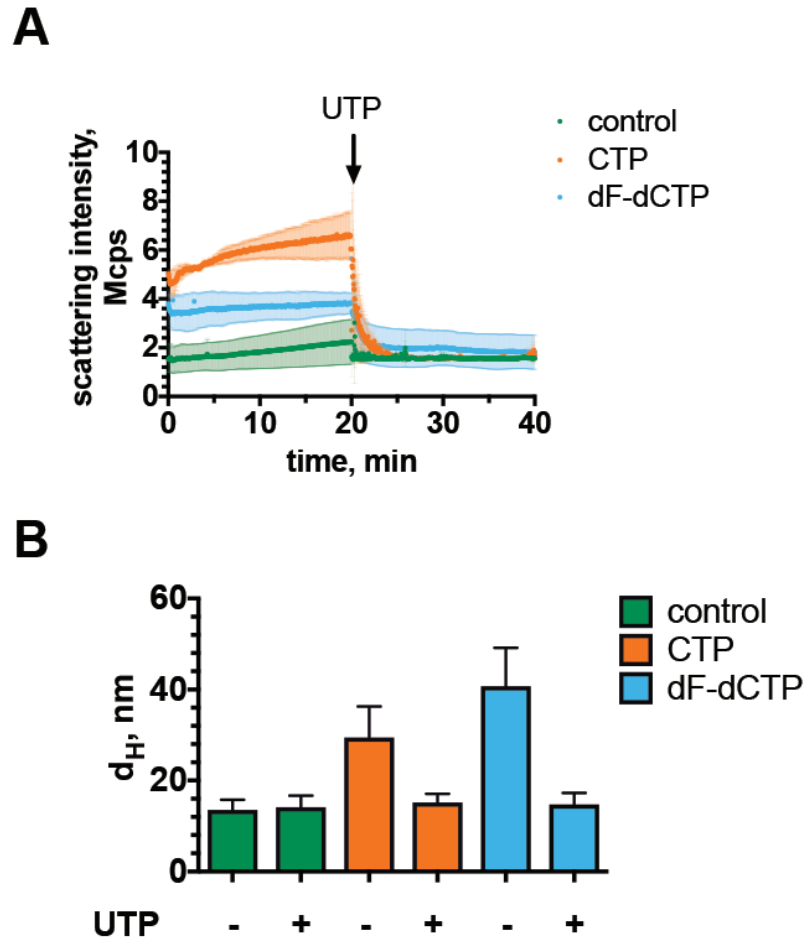 A
UTP
control
CTP
dF-dCTP
scattering intensity,
Mcps
10
8
6
4
2
0
0 10 20 30 40
time, min
B
60
40
20
0
d_H, nm
control
CTP
dF-dCTP
UTP - + - + - +